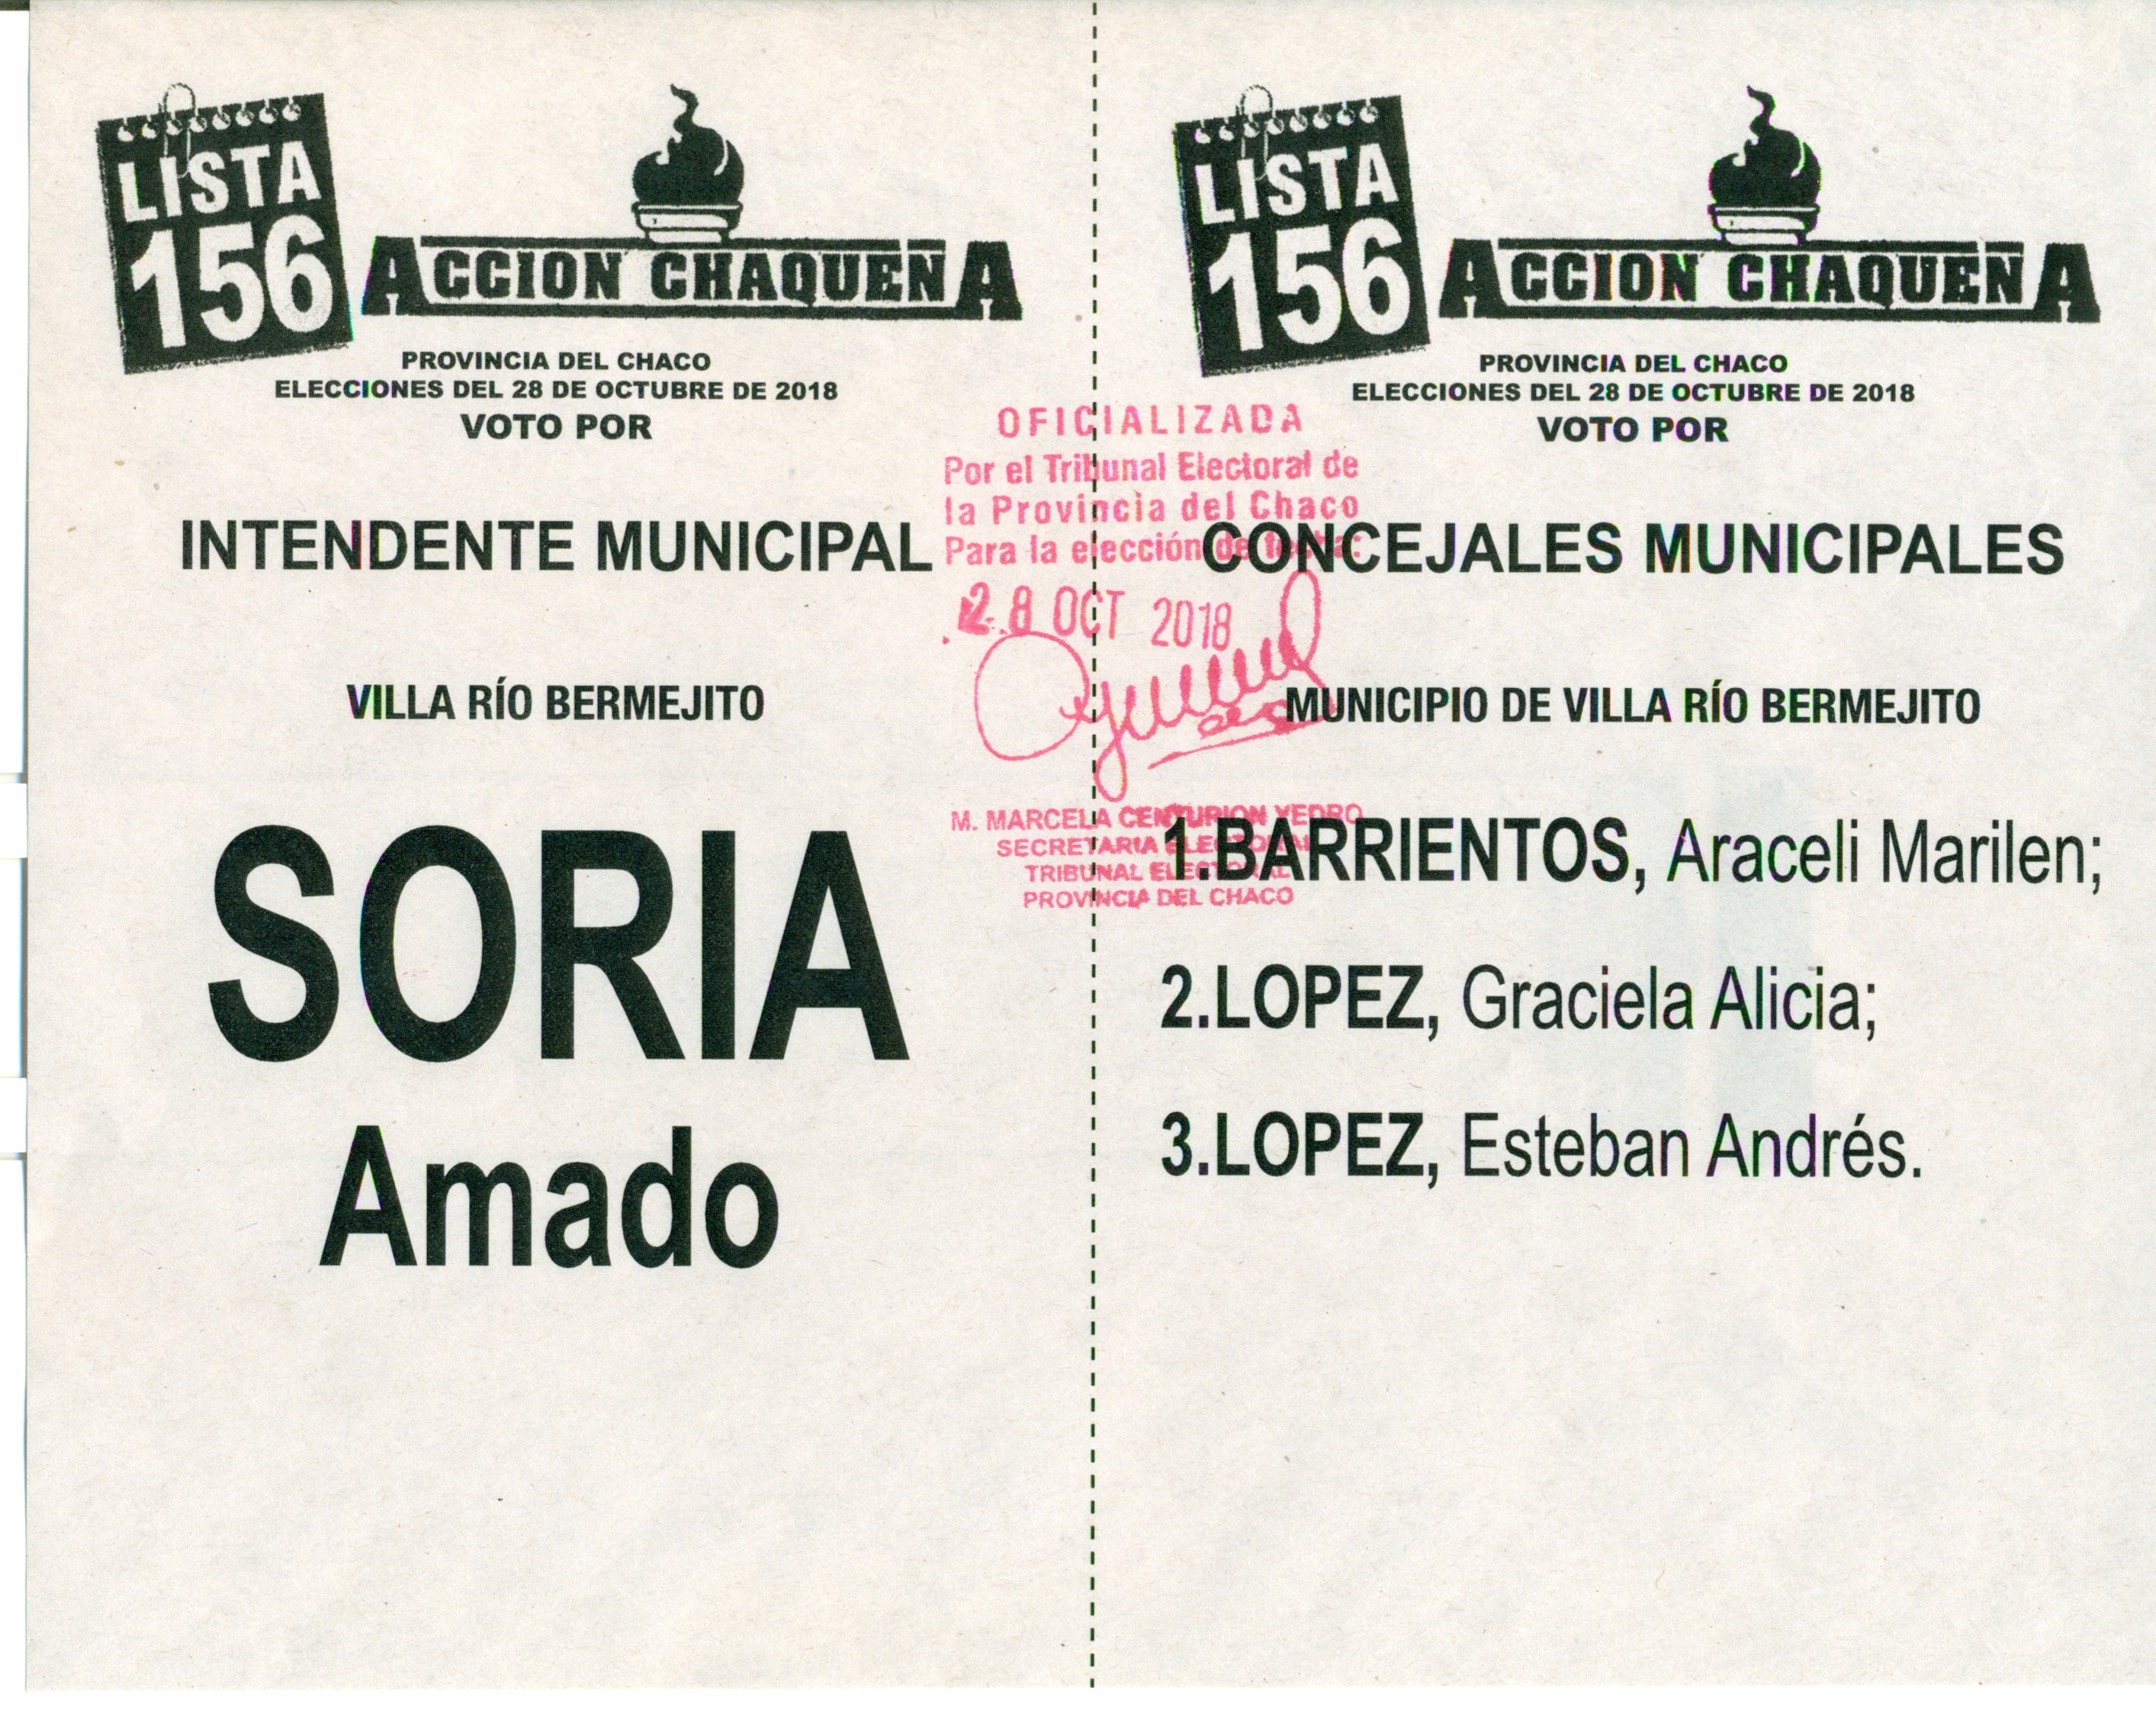 LISTA
156
ACCION CHAQUEÑA
PROVINCIA DEL CHACO
ELECCIONES DEL 28 DE OCTUBRE DE 2018
VOTO POR
INTENDENTE MUNICIPAL
VILLA RÍO BERMEJITO
SORIA
Amado
OFICIALIZADA
Por el Tribunal Electoral de
la Provincia del Chaco
Para la elección de fecha:
28 OCT 2018
M. MARCELA CENTURION YEDRO
SECRETARIA ELECTORAL
TRIBUNAL ELECTORAL
PROVINCIA DEL CHACO
LISTA
156
ACCION CHAQUEÑA
PROVINCIA DEL CHACO
ELECCIONES DEL 28 DE OCTUBRE DE 2018
VOTO POR
CONCEJALES MUNICIPALES
MUNICIPIO DE VILLA RÍO BERMEJITO
1.BARRIENTOS, Araceli Marilen;
2.LOPEZ, Graciela Alicia;
3.LOPEZ, Esteban Andrés.